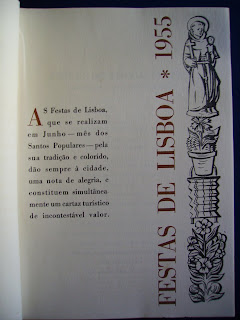 AS Festas de Lisboa,
que se realizam
em Junho — mês dos
Santos Populares — pela
sua tradição e colorido,
dão sempre à cidade,
uma nota de alegria, e
constituem simultânea-
mente um cartaz turístico
de incontestável valor.
FESTAS DE LISBOA * 1955